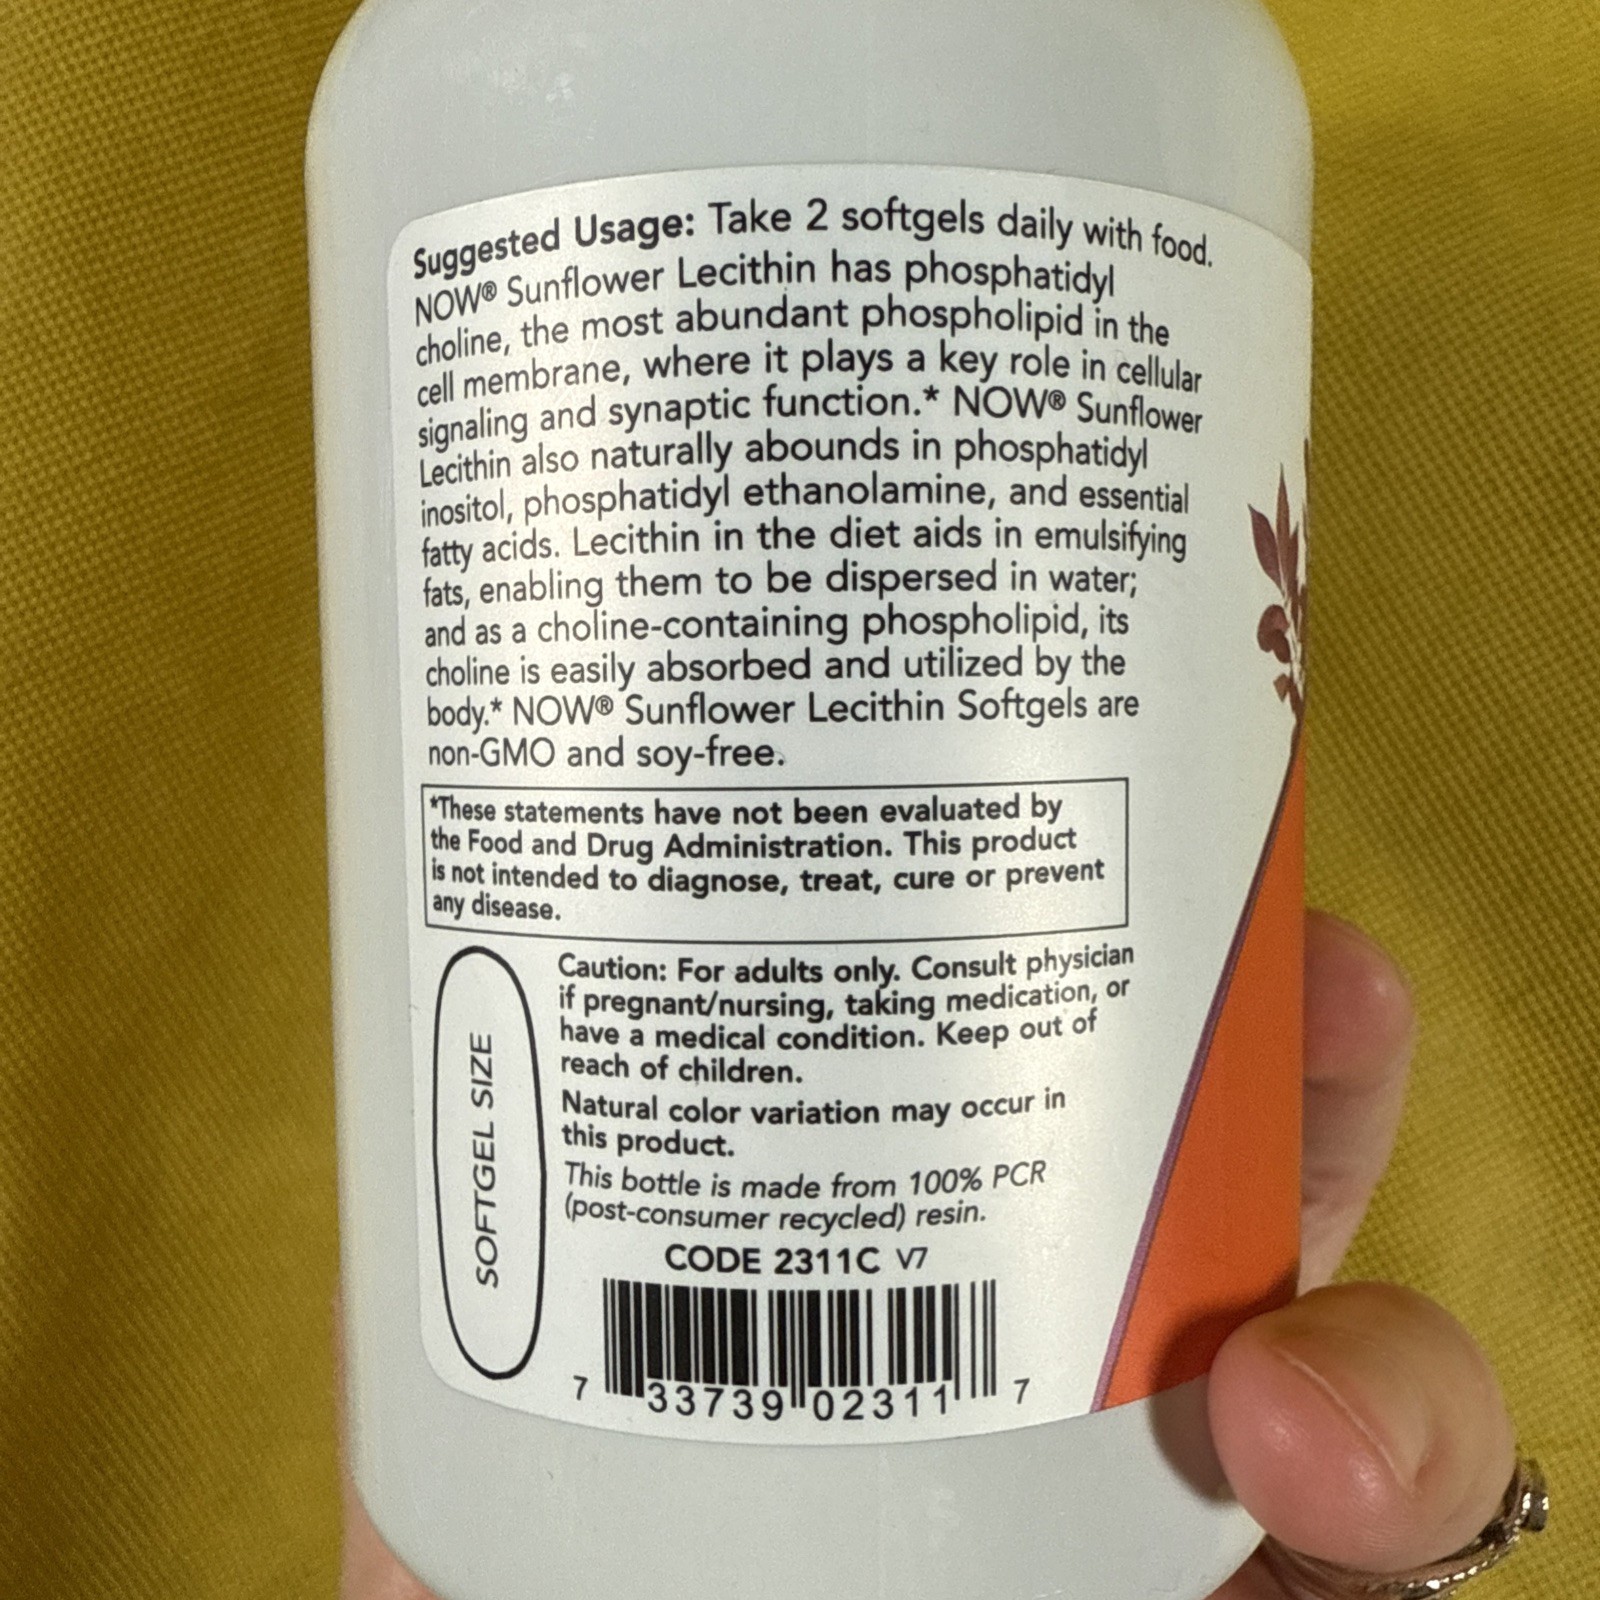 Suggested Usage: Take 2 softgels daily with food.
NOW® Sunflower Lecithin has phosphatidyl
choline, the most abundant phospholipid in the
cell membrane, where it plays a key role in cellular
signaling and synaptic function.* NOW® Sunflower
Lecithin also naturally abounds in phosphatidyl
inositol, phosphatidyl ethanolamine, and essential
fatty acids. Lecithin in the diet aids in emulsifying
fats, enabling them to be dispersed in water;
and as a choline-containing phospholipid, its
choline is easily absorbed and utilized by the
body.* NOW® Sunflower Lecithin Softgels are
non-GMO and soy-free.
*These statements have not been evaluated by
the Food and Drug Administration. This product
is not intended to diagnose, treat, cure or prevent
any disease.
SOFTGEL SIZE
Caution: For adults only. Consult physician
if pregnant/nursing, taking medication, or
have a medical condition. Keep out of
reach of children.
Natural color variation may occur in
this product.
This bottle is made from 100% PCR
(post-consumer recycled) resin.
CODE 2311C V7
7 33739 02311 7